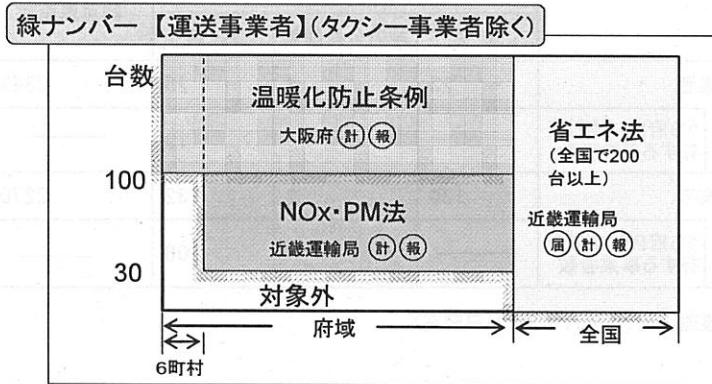 緑ナンバー 【運送事業者】(タクシー事業者除く)
台数
温暖化防止条例
大阪府 計 報
省エネ法
(全国で200
台以上)
100
NOx・PM法
近畿運輸局 計 報
近畿運輸局
届 計 報
30
対象外
府域
全国
6町村